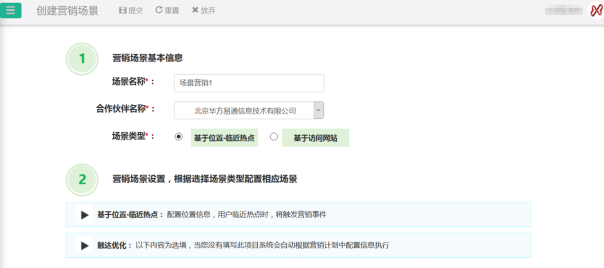 创建营销场景 提交 重置 放弃
1 营销场景基本信息
场景名称*： 场景营销1
合作伙伴名称*： 北京华方易通信息技术有限公司
场景类型*： 基于位置-临近热点 基于访问网站
2 营销场景设置，根据选择场景类型配置相应场景
基于位置-临近热点： 配置位置信息，用户临近热点时，将触发营销事件
触达优化： 以下内容为选填，当您没有填写此项目系统会自动根据营销计划中配置信息执行